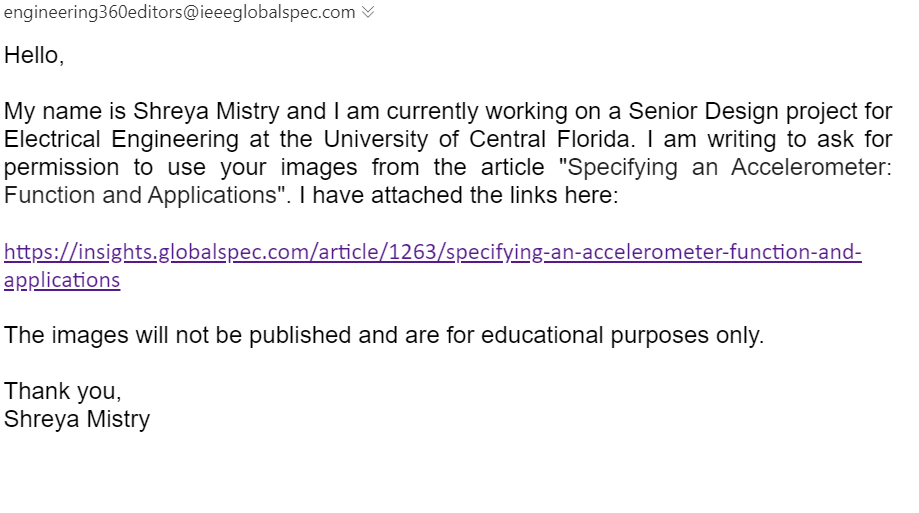 engineering360editors@ieeeglobalspec.com
Hello,
My name is Shreya Mistry and I am currently working on a Senior Design project for
Electrical Engineering at the University of Central Florida. I am writing to ask for
permission to use your images from the article "Specifying an Accelerometer:
Function and Applications". I have attached the links here:
https://insights.globalspec.com/article/1263/specifying-an-accelerometer-function-and-
applications
The images will not be published and are for educational purposes only.
Thank you,
Shreya Mistry